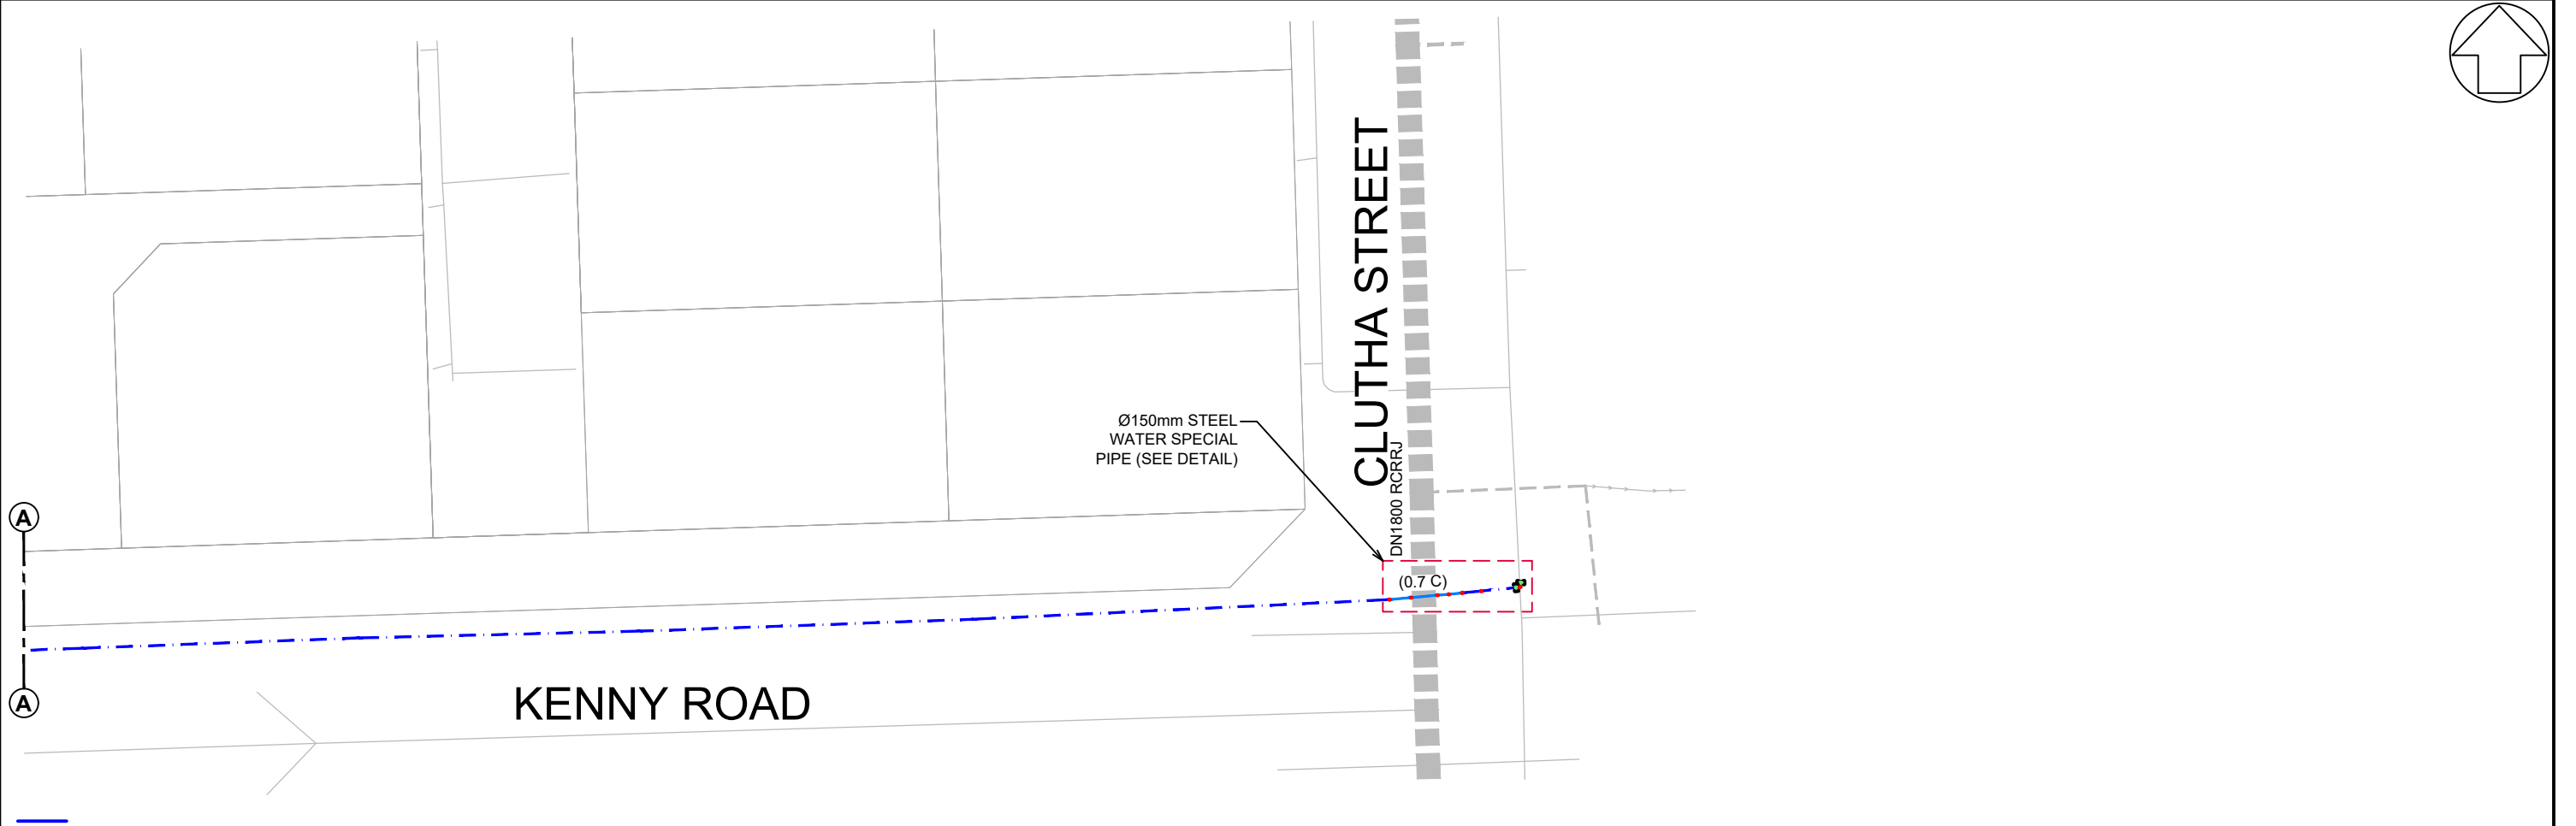 CLUTHA STREET
Ø150mm STEEL
WATER SPECIAL
PIPE (SEE DETAIL)
DN1800 RCRRJ
A
(0.7 C)
A
KENNY ROAD